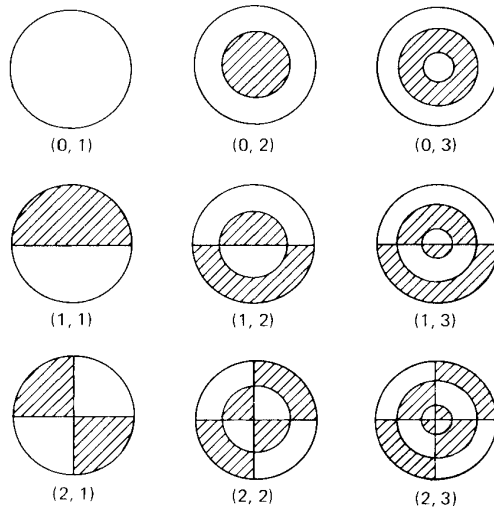 (0, 1) (0, 2) (0, 3)
(1, 1) (1, 2) (1, 3)
(2, 1) (2, 2) (2, 3)